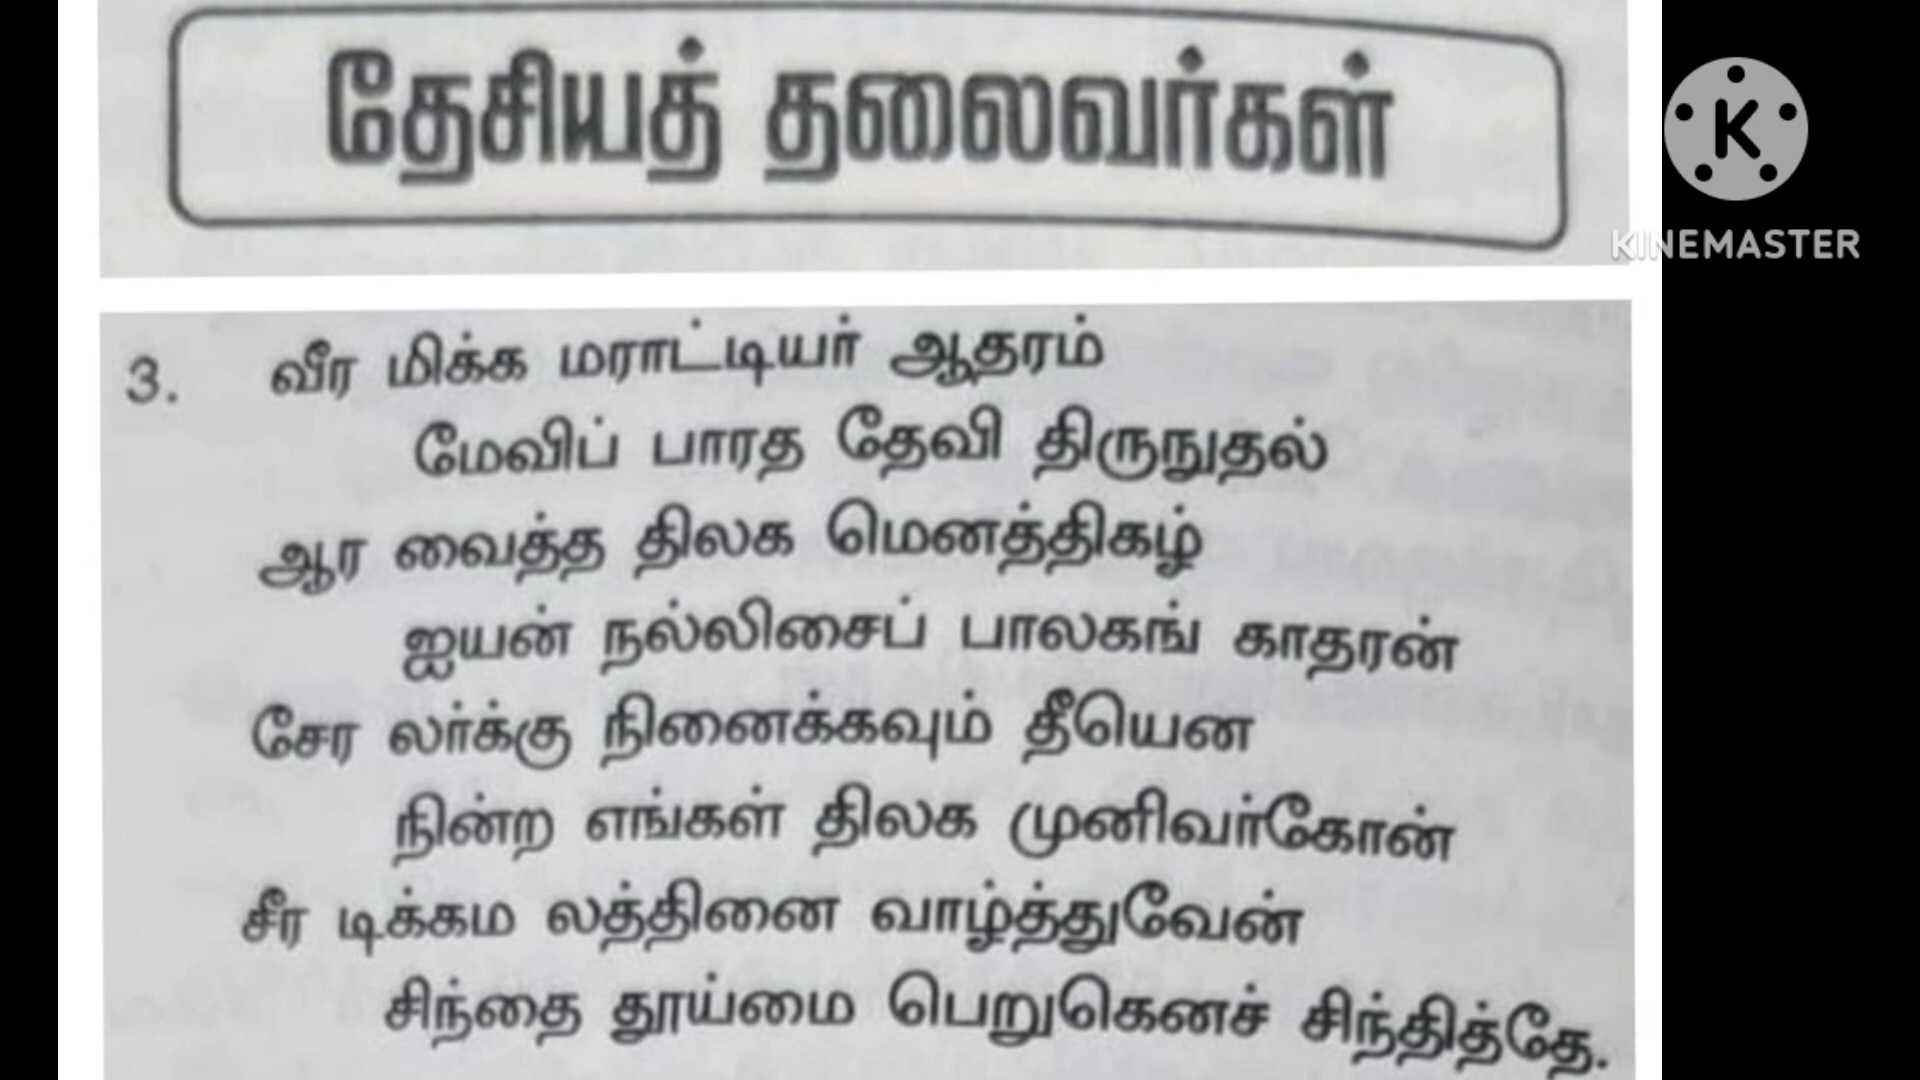 தேசியத் தலைவர்கள்
KINEMASTER
3. வீர மிக்க மராட்டியர் ஆதரம்
மேவிப் பாரத தேவி திருநுதல்
ஆர வைத்த திலக மெனத்திகழ்
ஐயன் நல்லிசைப் பாலகங் காதரன்
சேர லர்க்கு நினைக்கவும் தீயென
நின்ற எங்கள் திலக முனிவர்கோன்
சீர டிக்கம லத்தினை வாழ்த்துவேன்
சிந்தை தூய்மை பெறுகெனச் சிந்தித்தே.